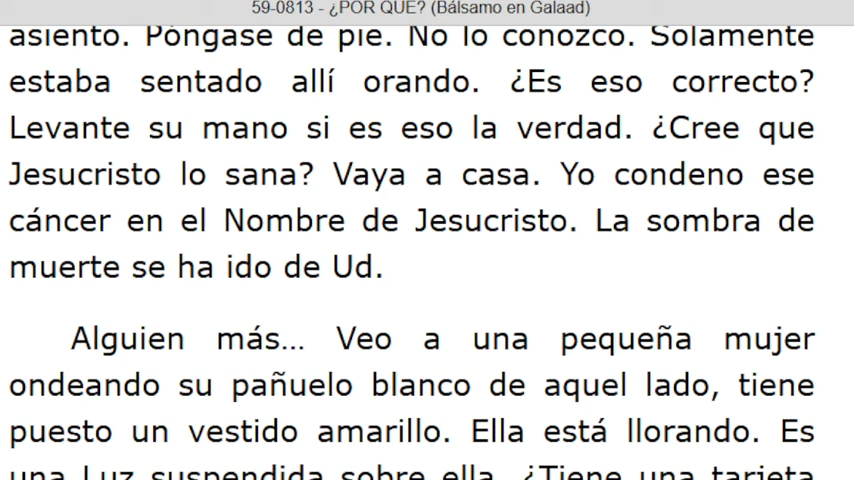 59-0813 - ¿POR QUE? (Bálsamo en Galaad)
asiento. Póngase de pie. No lo conozco. Solamente
estaba sentado allí orando. ¿Es eso correcto?
Levante su mano si es eso la verdad. ¿Cree que
Jesucristo lo sana? Vaya a casa. Yo condeno ese
cáncer en el Nombre de Jesucristo. La sombra de
muerte se ha ido de Ud.
Alguien más... Veo a una pequeña mujer
ondeando su pañuelo blanco de aquel lado, tiene
puesto un vestido amarillo. Ella está llorando. Es
una Luz suspendida sobre ella. ¿Tiene una tarjeta